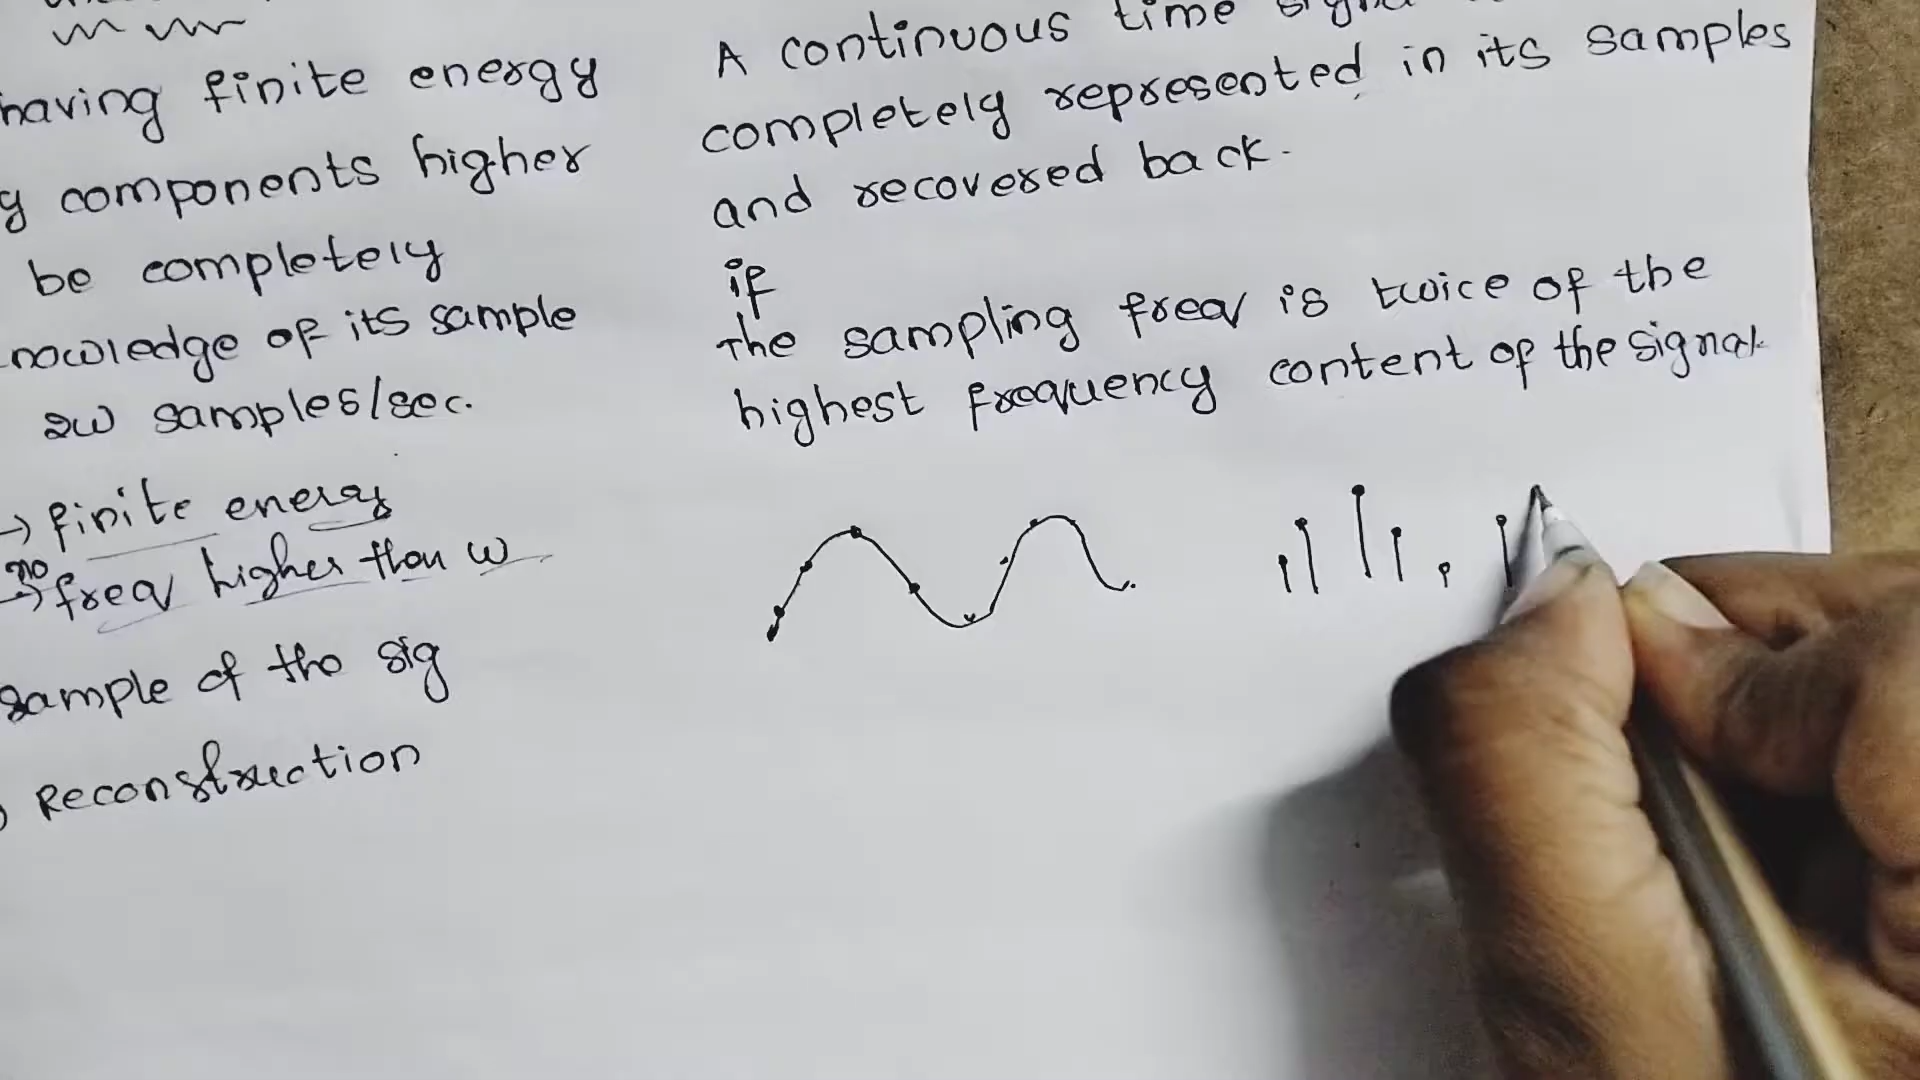 having finite energy
y components higher
be completely
nowledge of its sample
2w samples/sec.
→ finite energy
no
→ freq higher than w
sample of the sig
Reconstruction
A continuous time
completely represented in its samples
and recovered back.
if
The sampling freq is twice of the
highest frequency content of the signal.